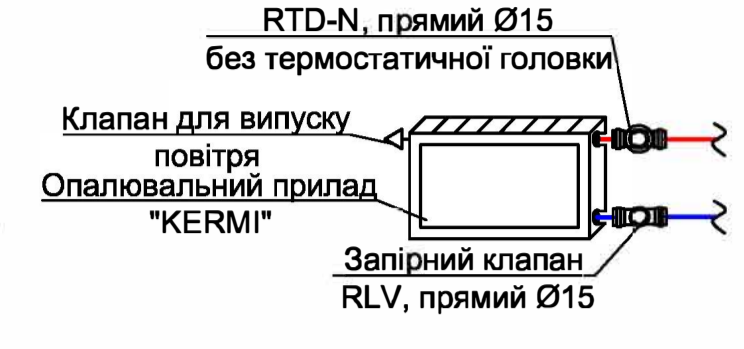 RTD-N, прямий Ø15
без термостатичної головки
Клапан для випуску
повітря
Опалювальний прилад
"KERMI"
Запірний клапан
RLV, прямий Ø15